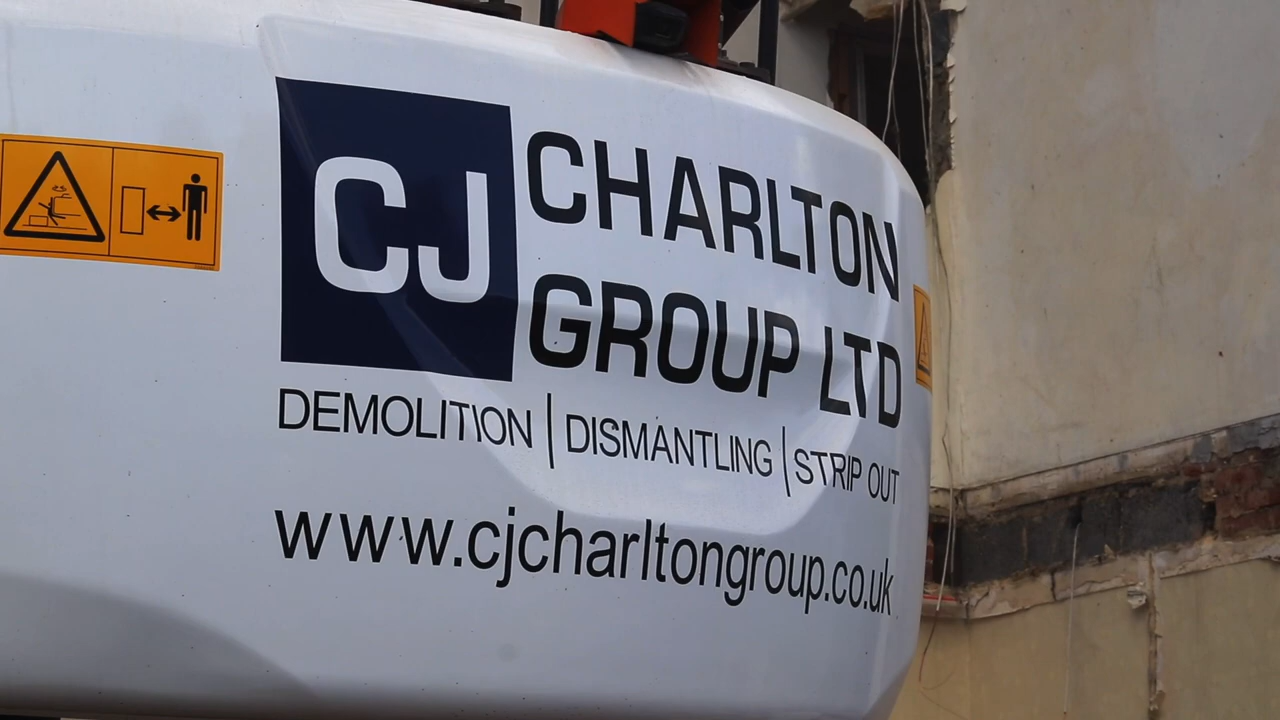 CJ
CHARLTON
GROUP LTD
DEMOLITION | DISMANTLING | STRIP OUT
www.cjcharltongroup.co.uk